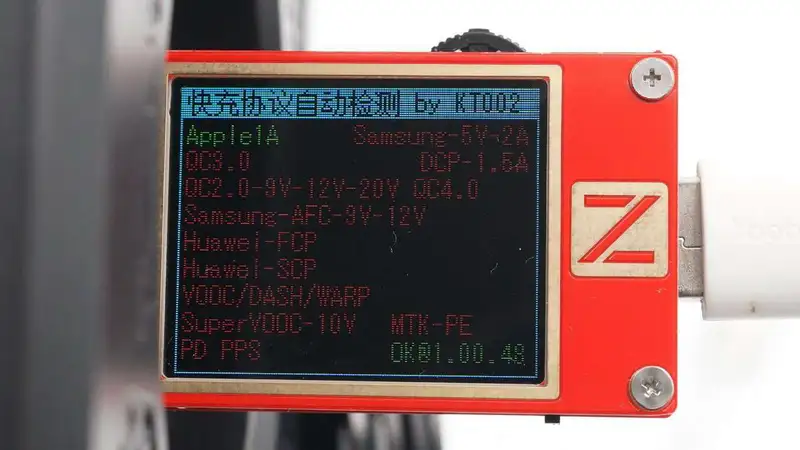 快充协议自动检测 by KT002
Apple1A Samsung-5V-2A
QC3.0 DCP-1.5A
QC2.0-9V-12V-20V QC4.0
Samsung-AFC-9V-12V
Huawei-FCP
Huawei-SCP
VOOC/DASH/WARP
SuperVOOC-10V MTK-PE
PD PPS OK@1.00.48
Z